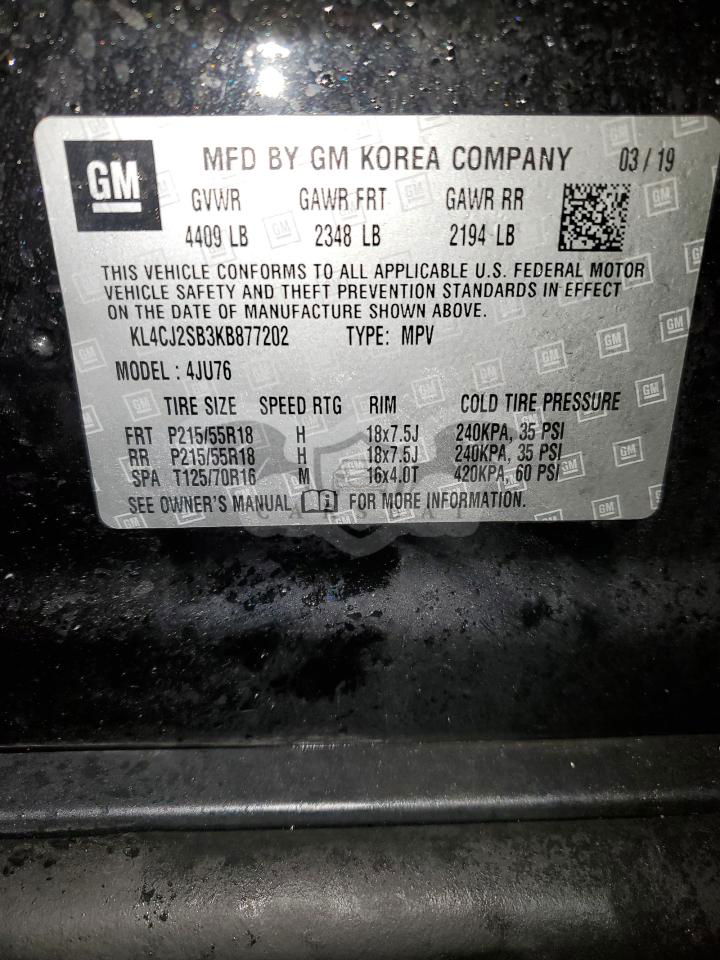 GM MFD BY GM KOREA COMPANY 03/19
GVWR GAWR FRT GAWR RR
4409 LB 2348 LB 2194 LB
THIS VEHICLE CONFORMS TO ALL APPLICABLE U.S. FEDERAL MOTOR
VEHICLE SAFETY AND THEFT PREVENTION STANDARDS IN EFFECT
ON THE DATE OF MANUFACTURE SHOWN ABOVE.
KL4CJ2SB3KB877202 TYPE: MPV
MODEL : 4JU76
TIRE SIZE SPEED RTG RIM COLD TIRE PRESSURE
FRT P215/55R18 H 18x7.5J 240KPA, 35 PSI
RR P215/55R18 H 18x7.5J 240KPA, 35 PSI
SPA T125/70R16 M 16x4.0T 420KPA, 60 PSI
SEE OWNER'S MANUAL FOR MORE INFORMATION.